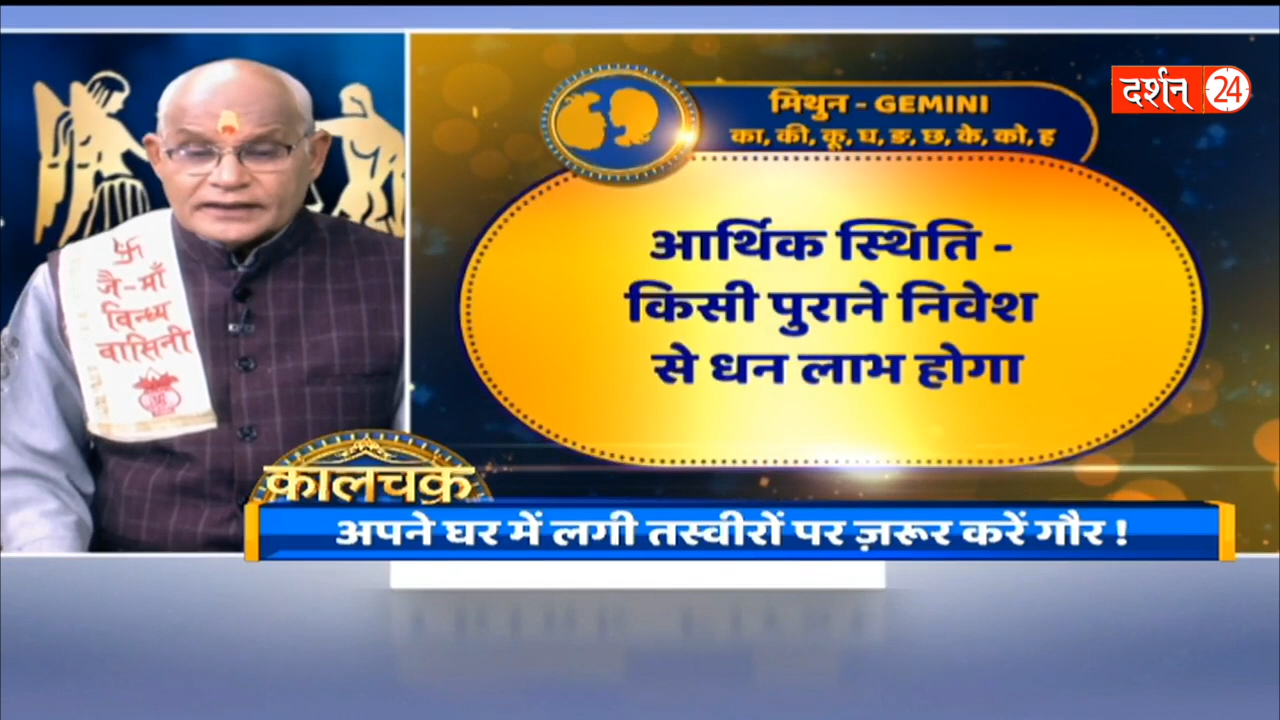 दर्शन 24
मिथुन - GEMINI
का, की, कू, घ, ङ, छ, के, को, ह
आर्थिक स्थिति -
किसी पुराने निवेश
से धन लाभ होगा
जै-माँ
विन्ध्य
वासिनी
कालचक्र
अपने घर में लगी तस्वीरों पर ज़रूर करें गौर !